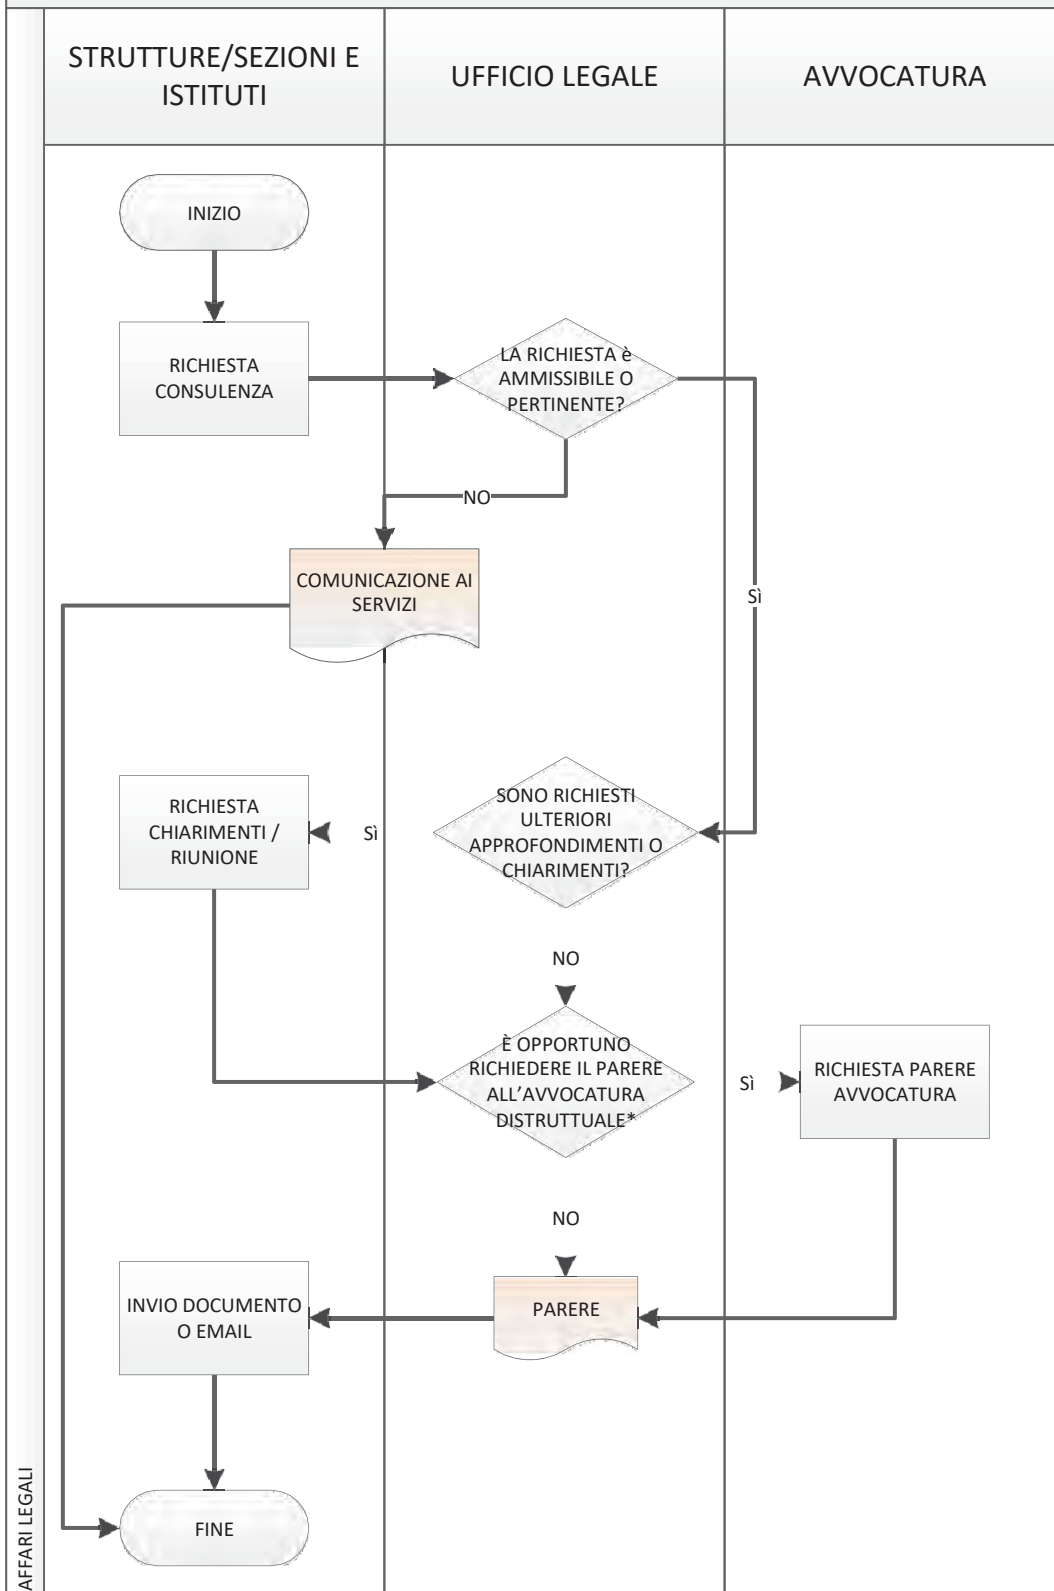 STRUTTURE/SEZIONI E
ISTITUTI
UFFICIO LEGALE
AVVOCATURA
INIZIO
RICHIESTA
CONSULENZA
LA RICHIESTA è
AMMISSIBILE O
PERTINENTE?
NO
COMUNICAZIONE AI
SERVIZI
Sì
RICHIESTA
CHIARIMENTI /
RIUNIONE
Sì
SONO RICHIESTI
ULTERIORI
APPROFONDIMENTI O
CHIARIMENTI?
NO
È OPPORTUNO
RICHIEDERE IL PARERE
ALL’AVVOCATURA
DISTRUTTUALE*
Sì
RICHIESTA PARERE
AVVOCATURA
NO
INVIO DOCUMENTO
O EMAIL
PARERE
FINE
AFFARI LEGALI